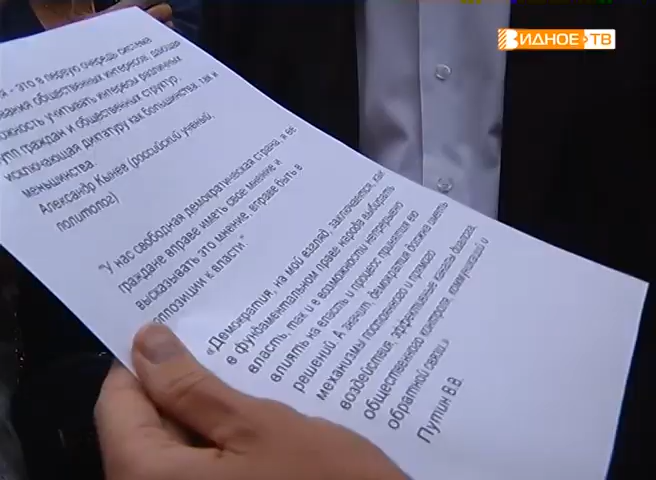 ВИДНОЕ ТВ
- это в первую очередь система
общественных интересов, дающая
учитывать интересы различных
групп граждан и общественных структур,
исключающая диктатуру как большинства, так и
меньшинства.
Александр Кынев (российский ученый,
политолог)
"У нас свободная демократическая страна, и её
граждане вправе иметь свое мнение и
высказывать это мнение, вправе быть в
оппозиции к власти."
«Демократия, на мой взгляд, заключается, как
в фундаментальном праве народа выбирать
власть, так и в возможности непрерывно
влиять на власть и процесс принятия ею
решений. А значит, демократия должна иметь
механизмы постоянного и прямого
воздействия, эффективные каналы диалога,
общественного контроля, коммуникаций и
обратной связи.»
Путин В.В.